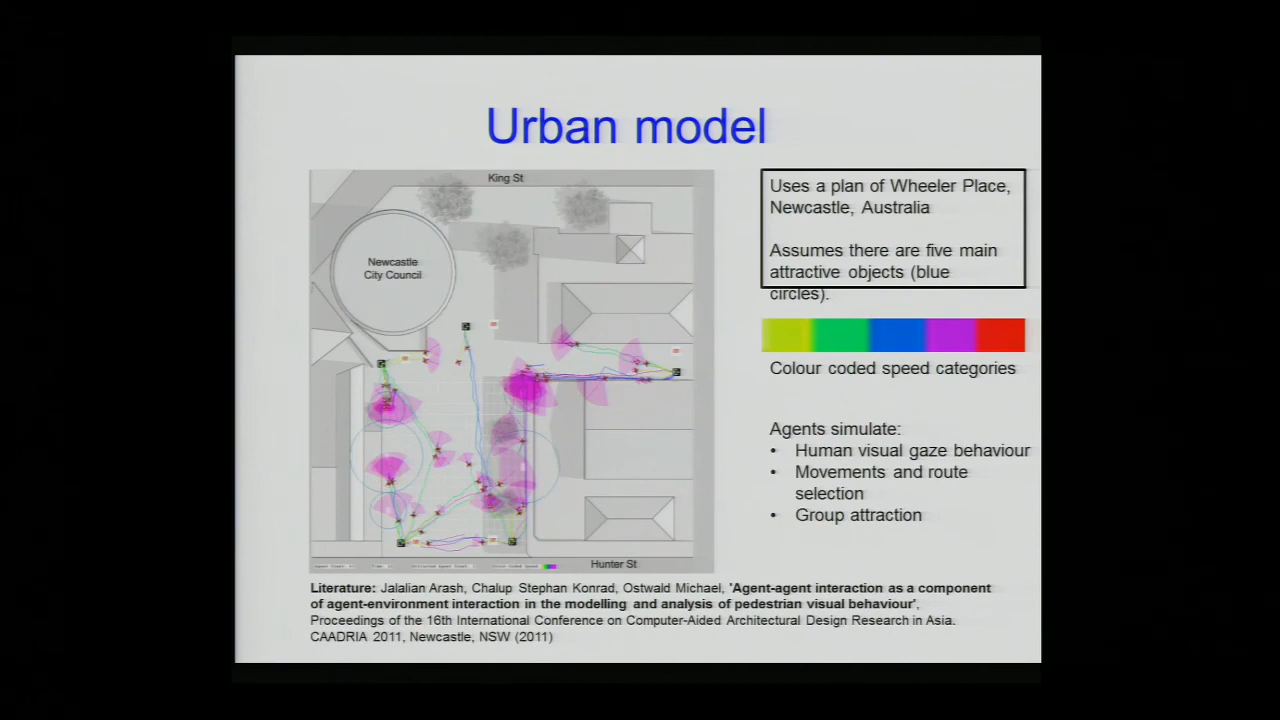 Urban model
King St
Newcastle
City Council
Hunter St
Uses a plan of Wheeler Place,
Newcastle, Australia
Assumes there are five main
attractive objects (blue
circles).
Colour coded speed categories
Agents simulate:
• Human visual gaze behaviour
• Movements and route
selection
• Group attraction
Literature: Jalalian Arash, Chalup Stephan Konrad, Ostwald Michael, 'Agent-agent interaction as a component
of agent-environment interaction in the modelling and analysis of pedestrian visual behaviour',
Proceedings of the 16th International Conference on Computer-Aided Architectural Design Research in Asia.
CAADRIA 2011, Newcastle, NSW (2011)